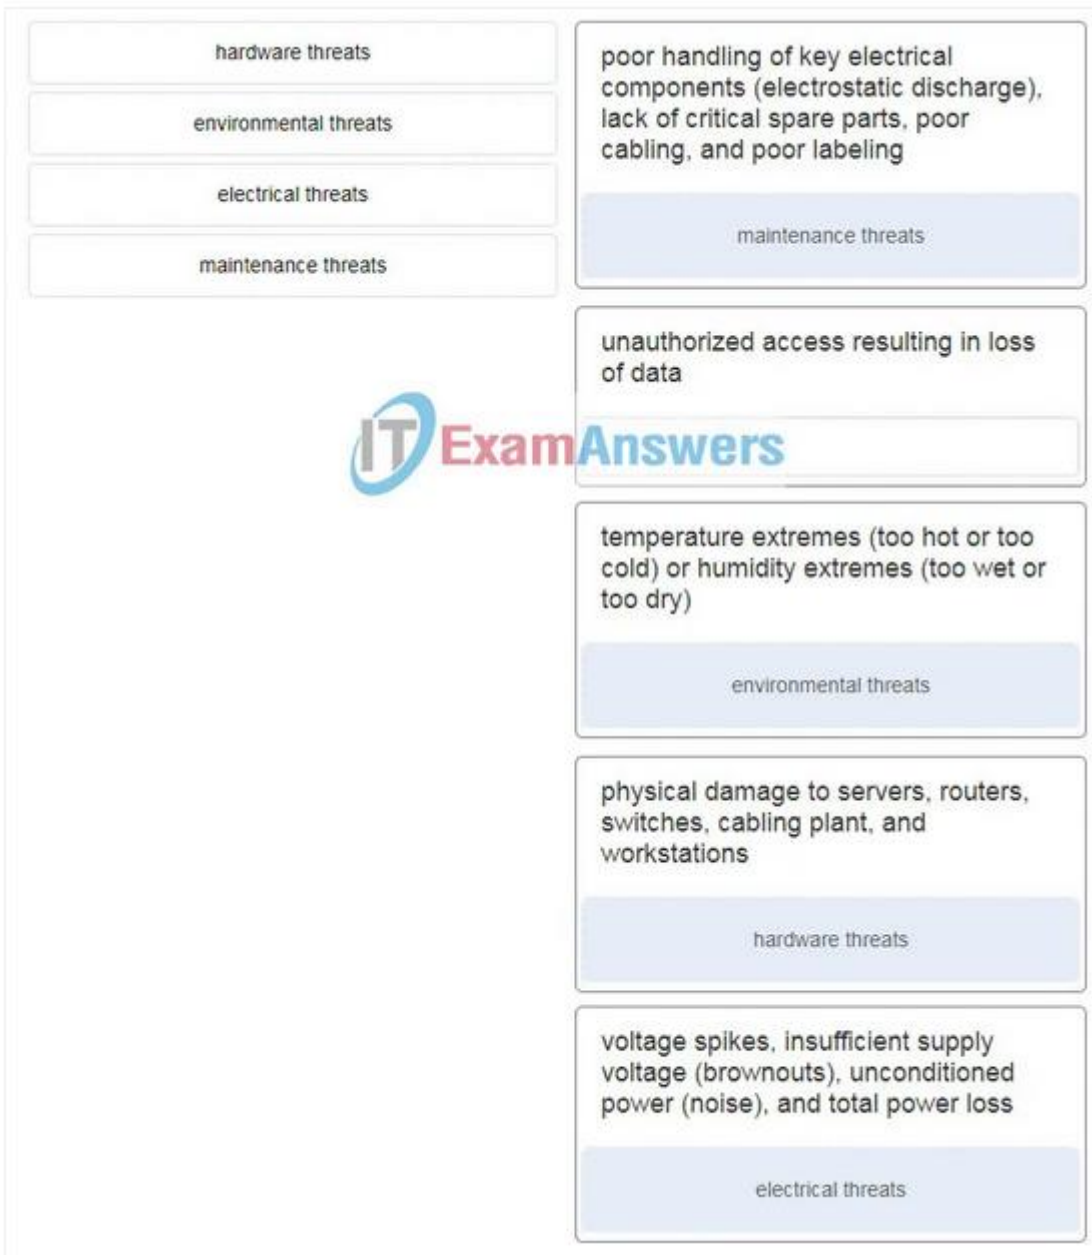 hardware threats
environmental threats
electrical threats
maintenance threats
poor handling of key electrical
components (electrostatic discharge),
lack of critical spare parts, poor
cabling, and poor labeling
maintenance threats
unauthorized access resulting in loss
of data
IT ExamAnswers
temperature extremes (too hot or too
cold) or humidity extremes (too wet or
too dry)
environmental threats
physical damage to servers, routers,
switches, cabling plant, and
workstations
hardware threats
voltage spikes, insufficient supply
voltage (brownouts), unconditioned
power (noise), and total power loss
electrical threats